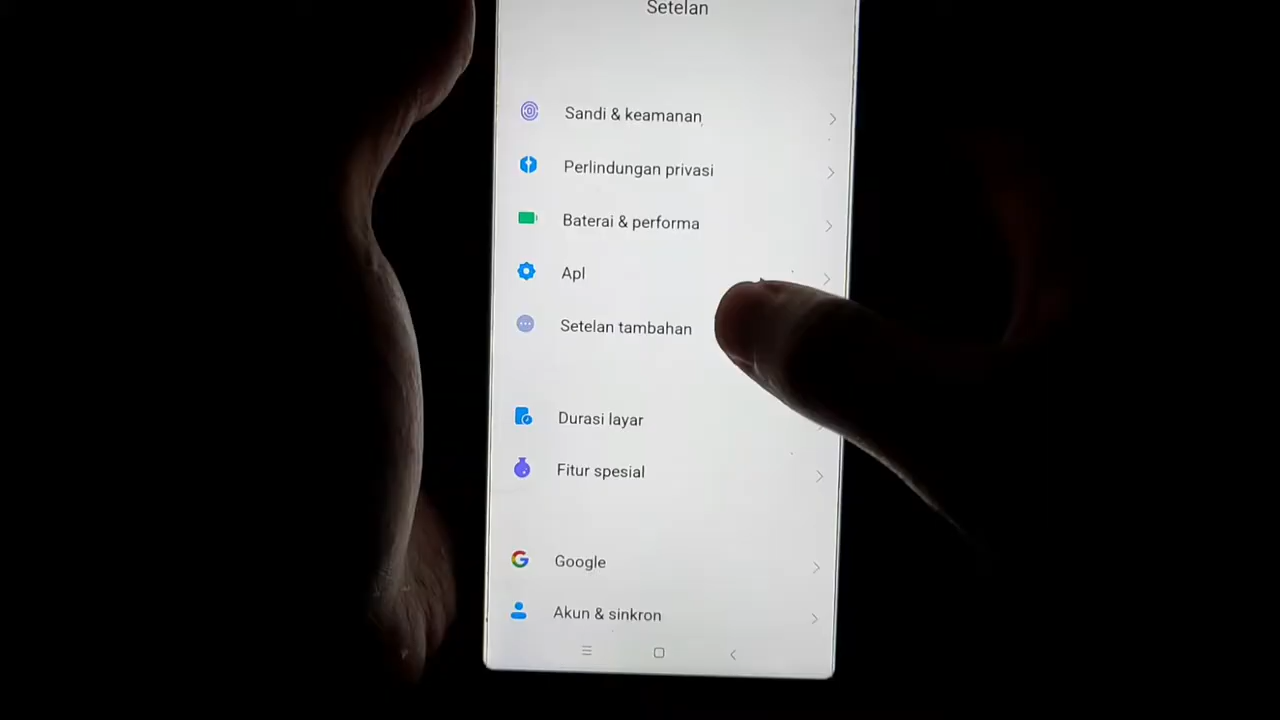 Setelan
Sandi & keamanan
Perlindungan privasi
Baterai & performa
Apl
Setelan tambahan
Durasi layar
Fitur spesial
Google
Akun & sinkron